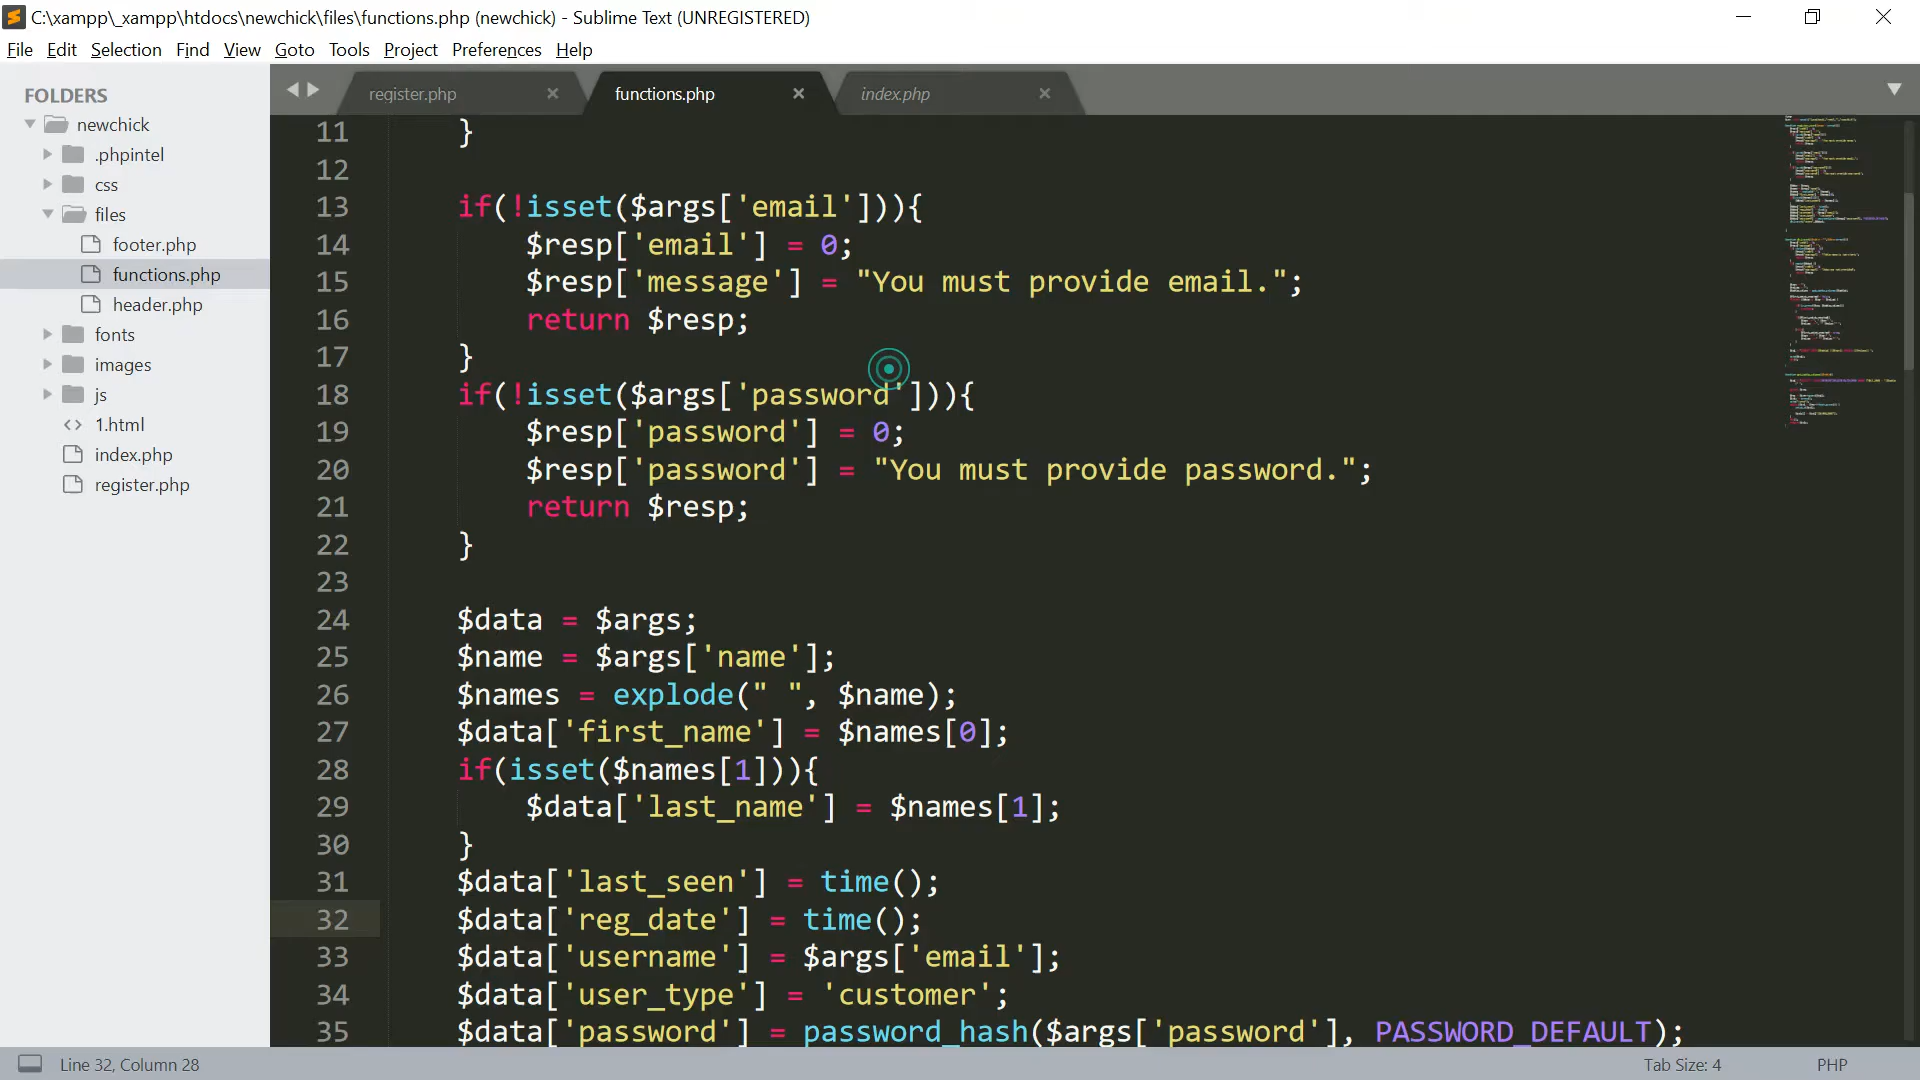 C:\xampp\_xampp\htdocs\newchick\files\functions.php (newchick) - Sublime Text (UNREGISTERED)
File Edit Selection Find View Goto Tools Project Preferences Help
FOLDERS
newchick
.phpintel
css
files
footer.php
functions.php
header.php
fonts
images
js
<> 1.html
index.php
register.php
register.php × functions.php × index.php ×
11 }
12
13 if(!isset($args['email'])){
14 $resp['email'] = 0;
15 $resp['message'] = "You must provide email.";
16 return $resp;
17 }
18 if(!isset($args['password'])){
19 $resp['password'] = 0;
20 $resp['password'] = "You must provide password.";
21 return $resp;
22 }
23
24 $data = $args;
25 $name = $args['name'];
26 $names = explode(" ", $name);
27 $data['first_name'] = $names[0];
28 if(isset($names[1])){
29 $data['last_name'] = $names[1];
30 }
31 $data['last_seen'] = time();
32 $data['reg_date'] = time();
33 $data['username'] = $args['email'];
34 $data['user_type'] = 'customer';
35 $data['password'] = password_hash($args['password'], PASSWORD_DEFAULT);
Line 32, Column 28
Tab Size: 4
PHP